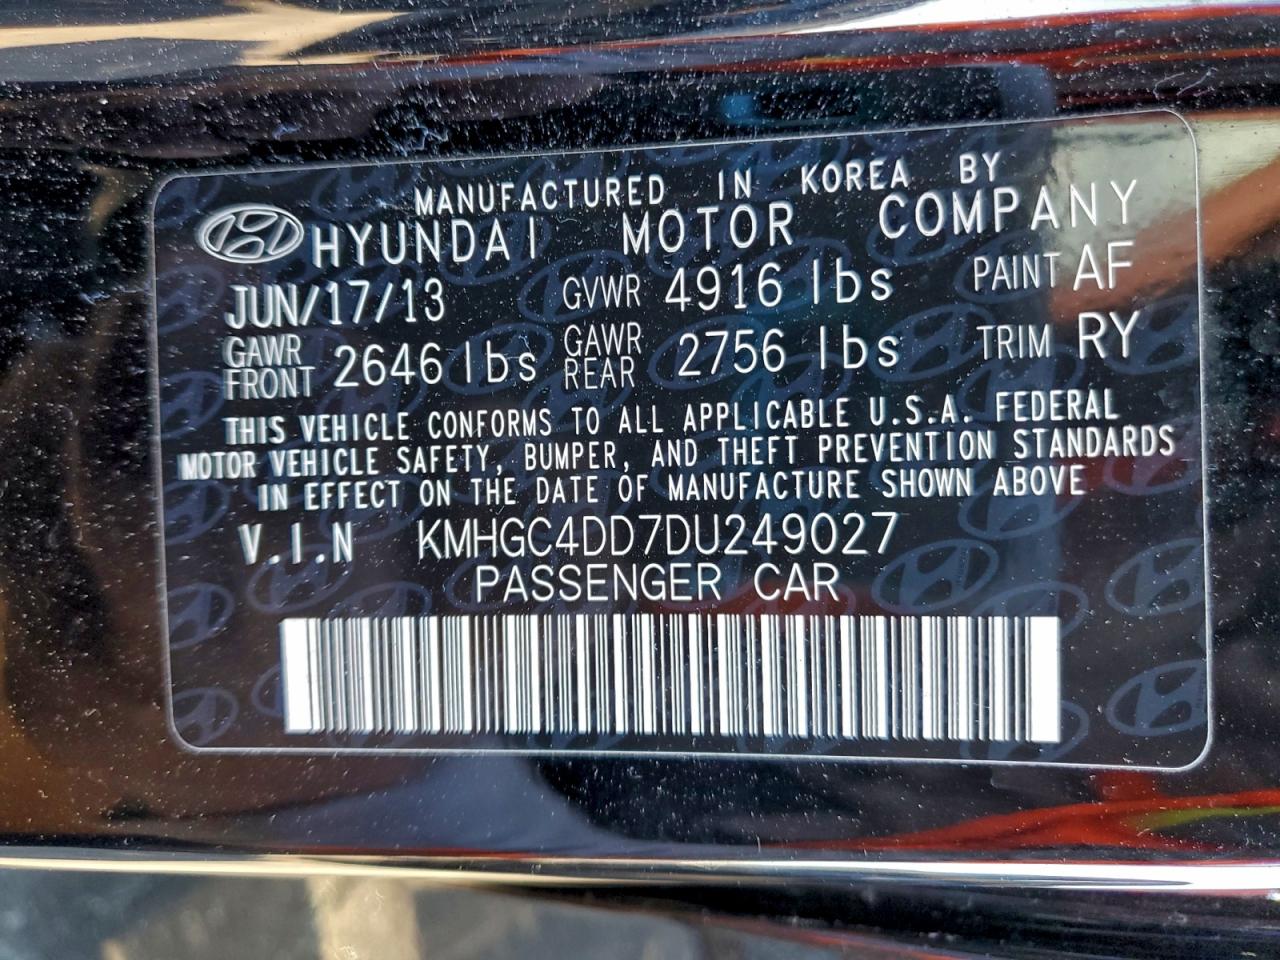 MANUFACTURED IN KOREA BY
HYUNDAI MOTOR COMPANY
JUN/17/13 GVWR 4916 lbs PAINT AF
GAWR FRONT 2646 lbs GAWR REAR 2756 lbs TRIM RY
THIS VEHICLE CONFORMS TO ALL APPLICABLE U.S.A. FEDERAL
MOTOR VEHICLE SAFETY, BUMPER, AND THEFT PREVENTION STANDARDS
IN EFFECT ON THE DATE OF MANUFACTURE SHOWN ABOVE
V.I.N KMHGC4DD7DU249027
PASSENGER CAR